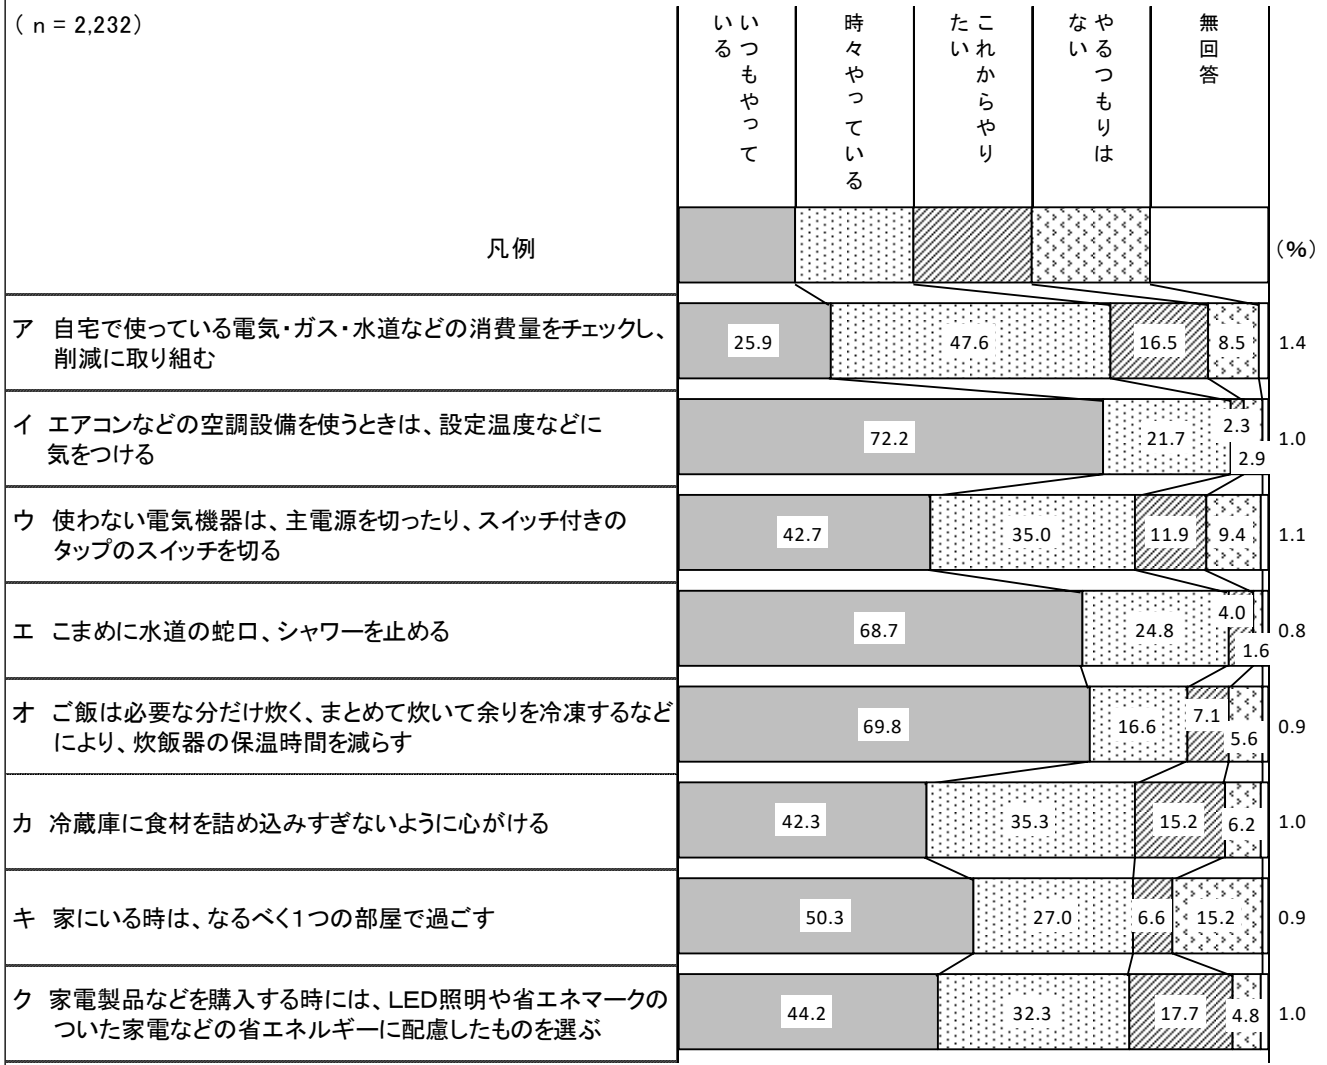 （ｎ＝2,232）
いつもやって
いる
時々やっている
これからやり
たい
やるつもりは
ない
無回答
凡例
（％）
ア　自宅で使っている電気・ガス・水道などの消費量をチェックし、
削減に取り組む
25.9　47.6　16.5　8.5　1.4
イ　エアコンなどの空調設備を使うときは、設定温度などに
気をつける
72.2　21.7　2.3　2.9　1.0
ウ　使わない電気機器は、主電源を切ったり、スイッチ付きの
タップのスイッチを切る
42.7　35.0　11.9　9.4　1.1
エ　こまめに水道の蛇口、シャワーを止める
68.7　24.8　4.0　1.6　0.8
オ　ご飯は必要な分だけ炊く、まとめて炊いて余りを冷凍するなど
により、炊飯器の保温時間を減らす
69.8　16.6　7.1　5.6　0.9
カ　冷蔵庫に食材を詰め込みすぎないように心がける
42.3　35.3　15.2　6.2　1.0
キ　家にいる時は、なるべく１つの部屋で過ごす
50.3　27.0　6.6　15.2　0.9
ク　家電製品などを購入する時には、ＬＥＤ照明や省エネマークの
ついた家電などの省エネルギーに配慮したものを選ぶ
44.2　32.3　17.7　4.8　1.0